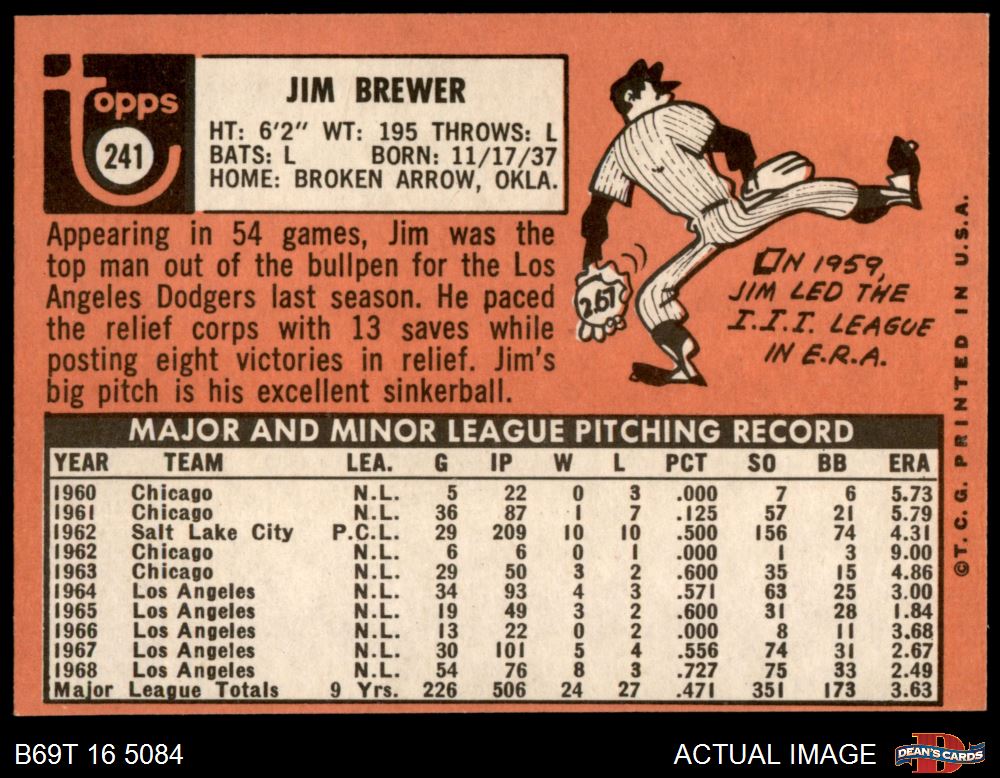 Topps
241
JIM BREWER
HT: 6'2" WT: 195 THROWS: L
BATS: L BORN: 11/17/37
HOME: BROKEN ARROW, OKLA.
Appearing in 54 games, Jim was the
top man out of the bullpen for the Los
Angeles Dodgers last season. He paced
the relief corps with 13 saves while
posting eight victories in relief. Jim's
big pitch is his excellent sinkerball.
2.67
ON 1959,
JIM LED THE
I.I.I. LEAGUE
IN E.R.A.
©T.C.G. PRINTED IN U.S.A.
MAJOR AND MINOR LEAGUE PITCHING RECORD
YEAR TEAM LEA. G IP W L PCT SO BB ERA
1960 Chicago N.L. 5 22 0 3 .000 7 6 5.73
1961 Chicago N.L. 36 87 1 7 .125 57 21 5.79
1962 Salt Lake City P.C.L. 29 209 10 10 .500 156 74 4.31
1962 Chicago N.L. 6 6 0 1 .000 1 3 9.00
1963 Chicago N.L. 29 50 3 2 .600 35 15 4.86
1964 Los Angeles N.L. 34 93 4 3 .571 63 25 3.00
1965 Los Angeles N.L. 19 49 3 2 .600 31 28 1.84
1966 Los Angeles N.L. 13 22 0 2 .000 8 11 3.68
1967 Los Angeles N.L. 30 101 5 4 .556 74 31 2.67
1968 Los Angeles N.L. 54 76 8 3 .727 75 33 2.49
Major League Totals 9 Yrs. 226 506 24 27 .471 351 173 3.63
B69T 16 5084
ACTUAL IMAGE
D
DEAN'S CARDS